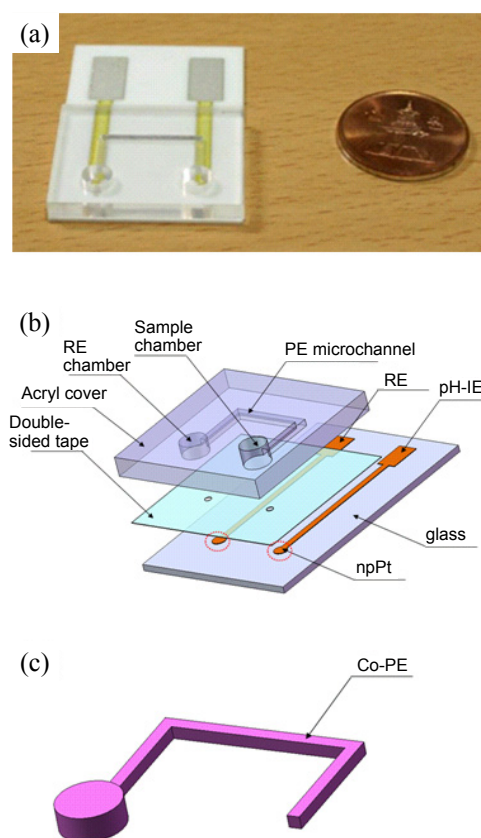 (a)
(b)
Sample
chamber
RE
chamber
PE microchannel
RE
pH-IE
Acryl cover
Double-
sided tape
glass
npPt
(c)
Co-PE